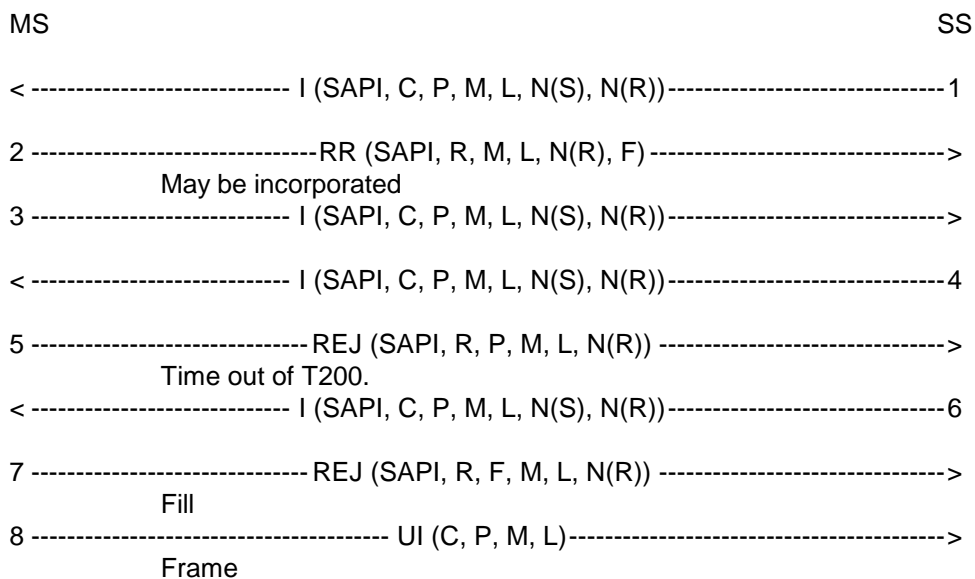 MS SS
< ----------------------------- I (SAPI, C, P, M, L, N(S), N(R))-------------------------------1
2 --------------------------------RR (SAPI, R, M, L, N(R), F) --------------------------------->
May be incorporated
3 ----------------------------- I (SAPI, C, P, M, L, N(S), N(R))------------------------------->
< ----------------------------- I (SAPI, C, P, M, L, N(S), N(R))-------------------------------4
5 -------------------------------REJ (SAPI, R, P, M, L, N(R)) -------------------------------->
Time out of T200.
< ----------------------------- I (SAPI, C, P, M, L, N(S), N(R))-------------------------------6
7 -------------------------------REJ (SAPI, R, F, M, L, N(R)) -------------------------------->
Fill
8 ---------------------------------------- UI (C, P, M, L)------------------------------------------>
Frame